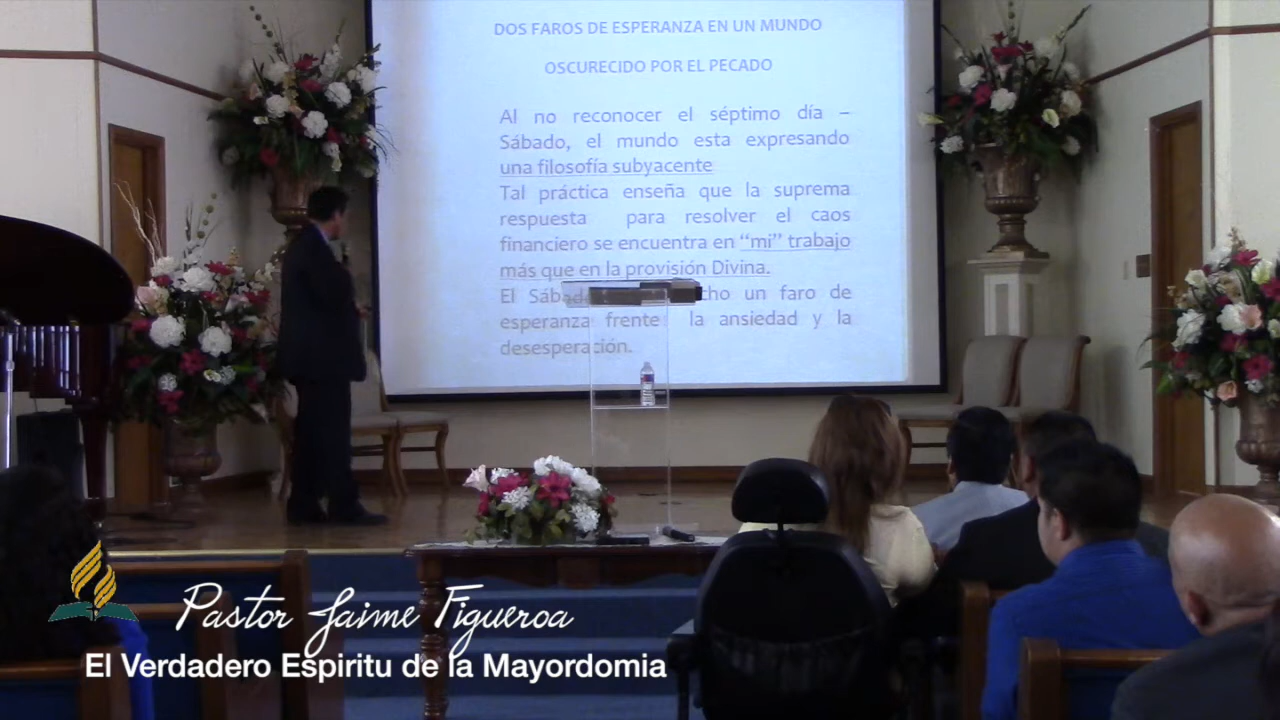 DOS FAROS DE ESPERANZA EN UN MUNDO
OSCURECIDO POR EL PECADO
Al no reconocer el séptimo día –
Sábado, el mundo esta expresando
una filosofía subyacente
Tal práctica enseña que la suprema
respuesta para resolver el caos
financiero se encuentra en “mi” trabajo
más que en la provisión Divina.
El cho un faro de
esperanza frente la ansiedad y la
desesperación.
Pastor Jaime Figueroa
El Verdadero Espiritu de la Mayordomia